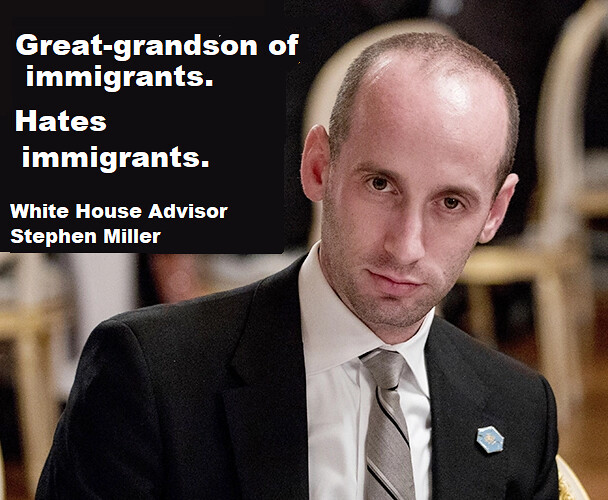 Great-grandson of
immigrants.
Hates
immigrants.
White House Advisor
Stephen Miller